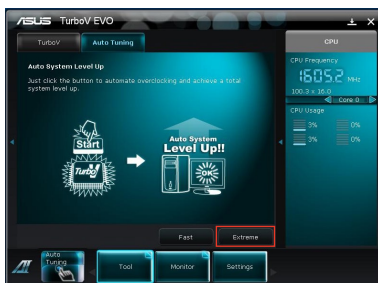 ASUS TurboV EVO
TurboV
Auto Tuning
CPU
Auto System Level Up
Just click the button to automate overclocking and achieve a total
system level up.
CPU Frequency
1605.2 MHz
100.3 x 16.0
Core 0
CPU Usage
3% 0%
3% 0%
Start
Turbo
Auto System
Level Up!!
OK
Fast
Extreme
Auto
Tuning
Tool
Monitor
Settings